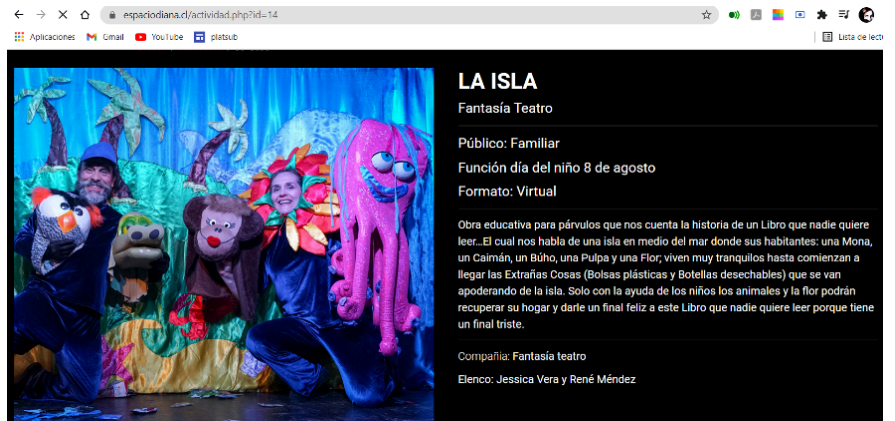 espaciodiana.cl/actividad.php?id=14
Aplicaciones Gmail YouTube platsub
LA ISLA
Fantasía Teatro
Público: Familiar
Función día del niño 8 de agosto
Formato: Virtual
Obra educativa para párvulos que nos cuenta la historia de un Libro que nadie quiere
leer...El cual nos habla de una isla en medio del mar donde sus habitantes: una Mona,
un Caimán, un Búho, una Pulpa y una Flor; viven muy tranquilos hasta comienzan a
llegar las Extrañas Cosas (Bolsas plásticas y Botellas desechables) que se van
apoderando de la isla. Solo con la ayuda de los niños los animales y la flor podrán
recuperar su hogar y darle un final feliz a este Libro que nadie quiere leer porque tiene
un final triste.
Compañia: Fantasía teatro
Elenco: Jessica Vera y René Méndez